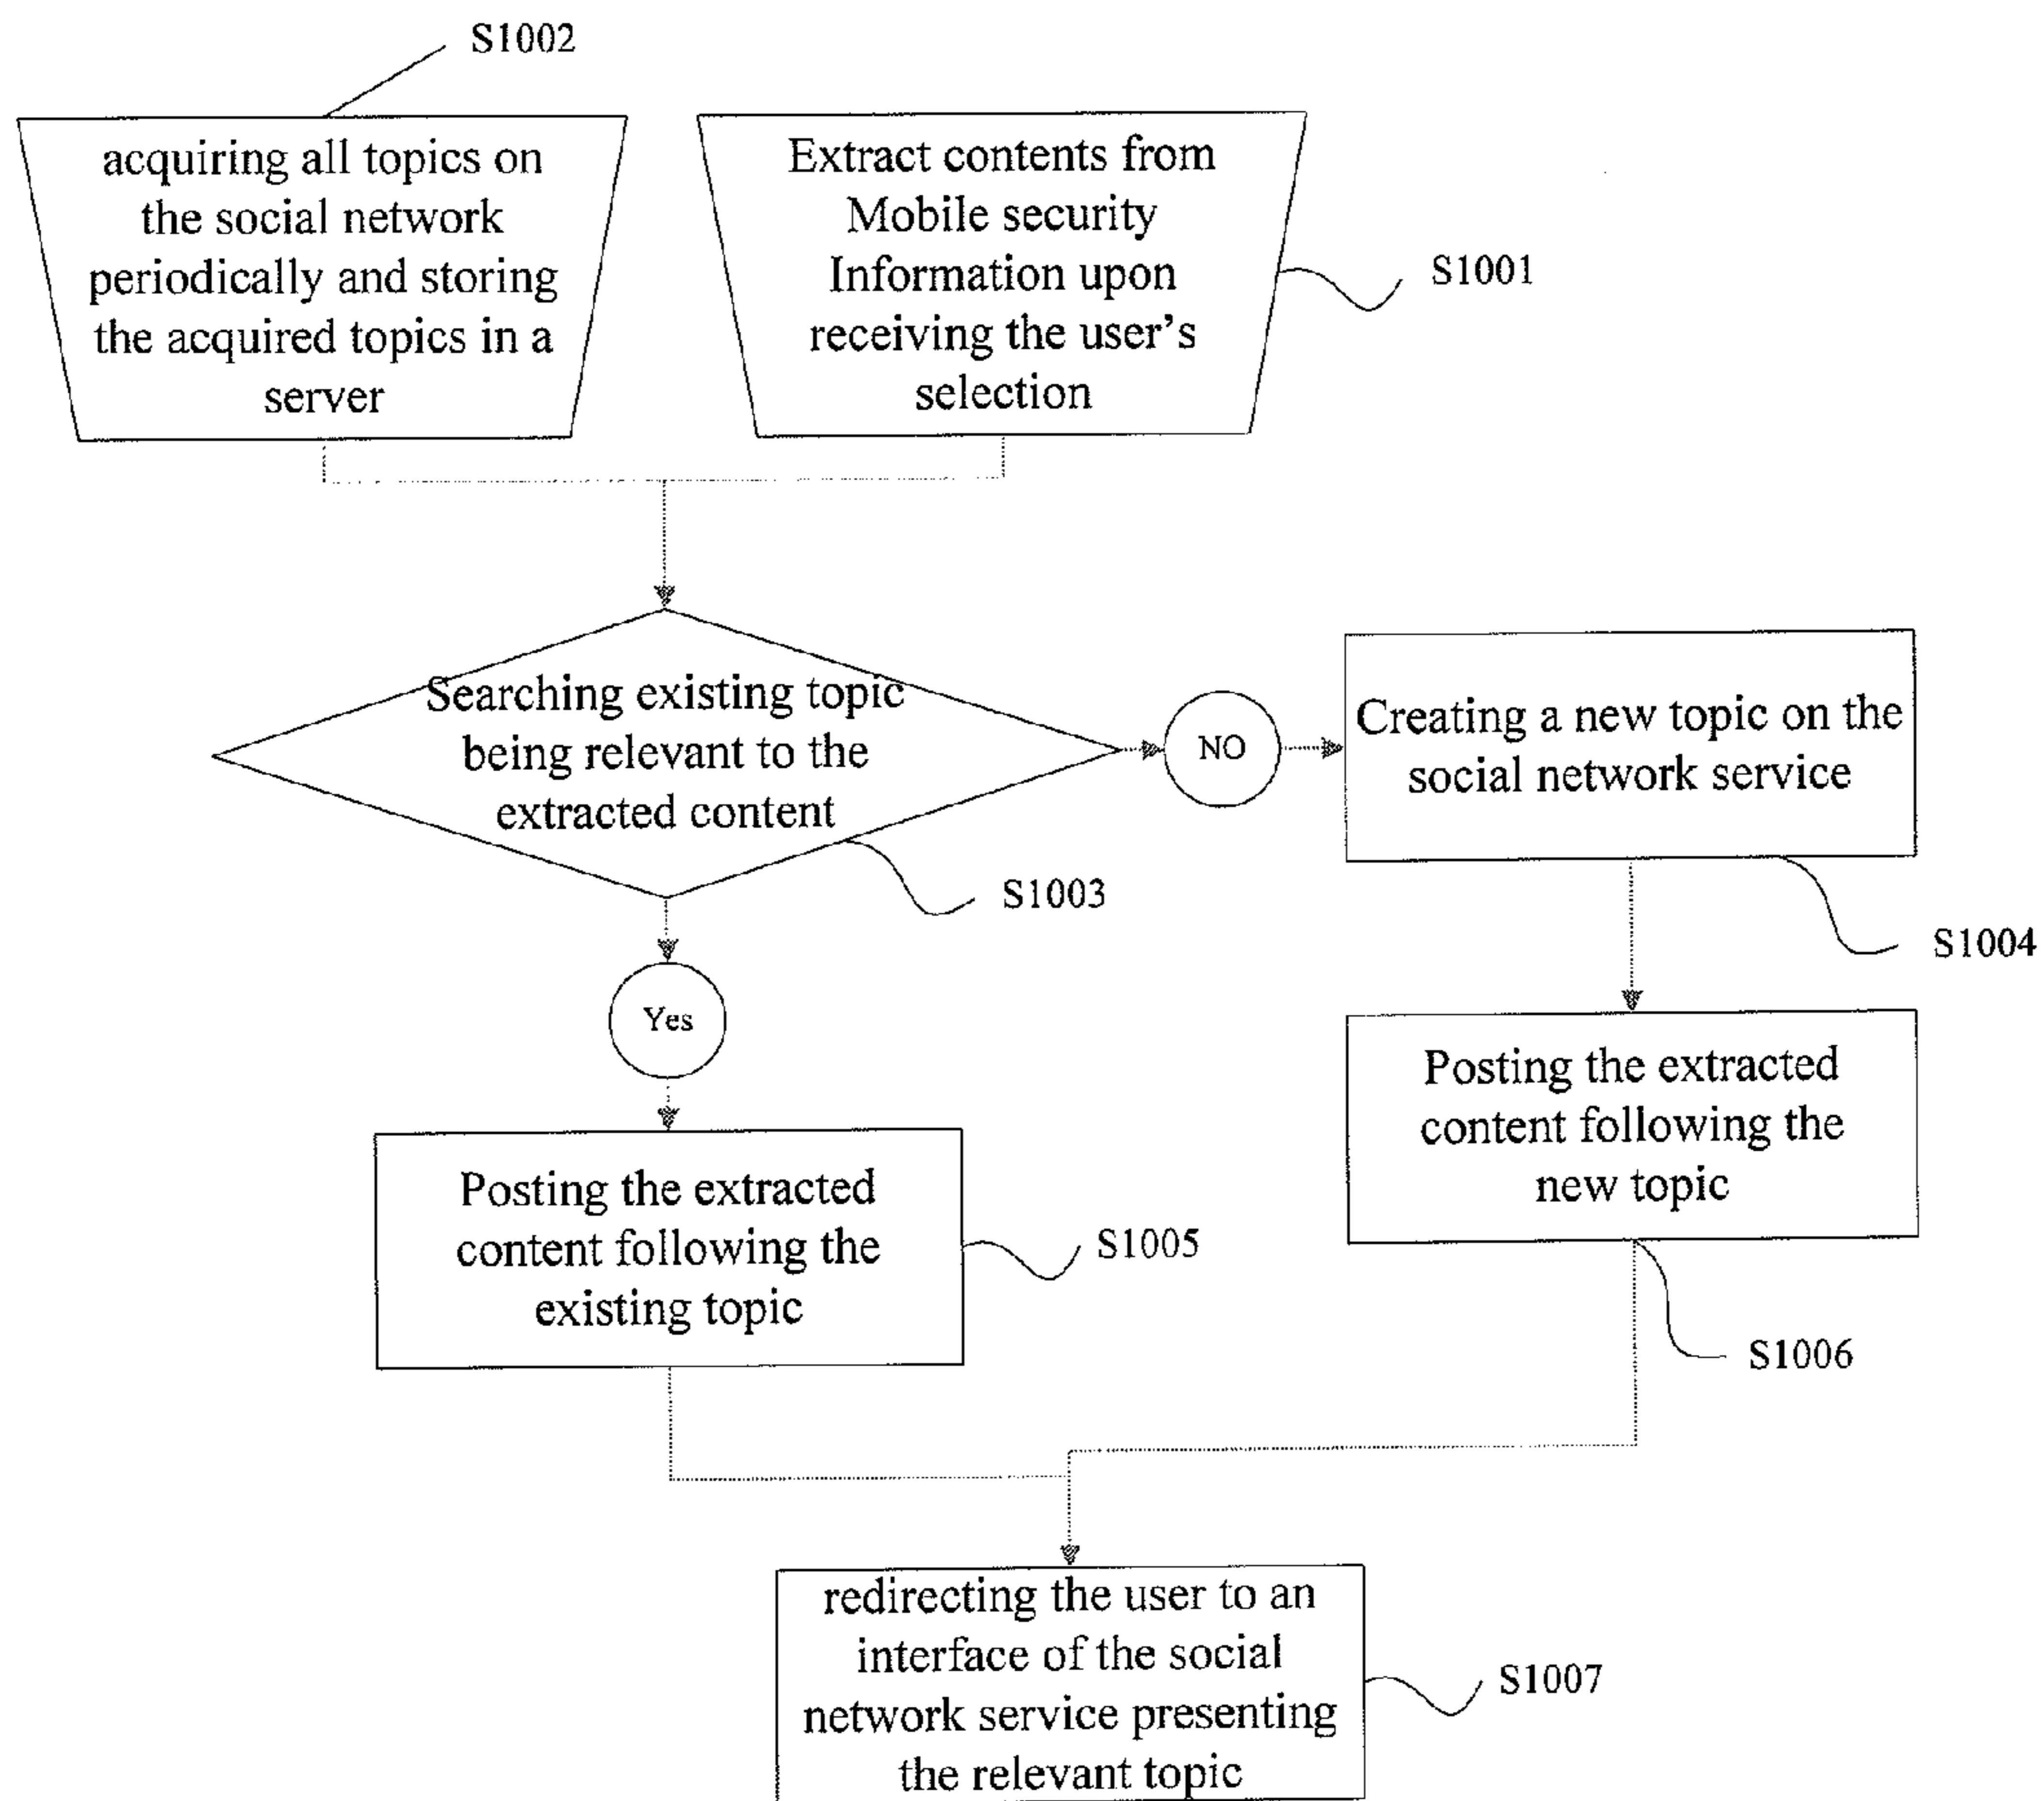 S1002
acquiring all topics on
the social network
periodically and storing
the acquired topics in a
server
Extract contents from
Mobile security
Information upon
receiving the user's
selection
S1001
Searching existing topic
being relevant to the
extracted content
S1003
NO
Creating a new topic on the
social network service
S1004
Yes
Posting the extracted
content following the
new topic
S1006
Posting the extracted
content following the
existing topic
S1005
redirecting the user to an
interface of the social
network service presenting
the relevant topic
S1007